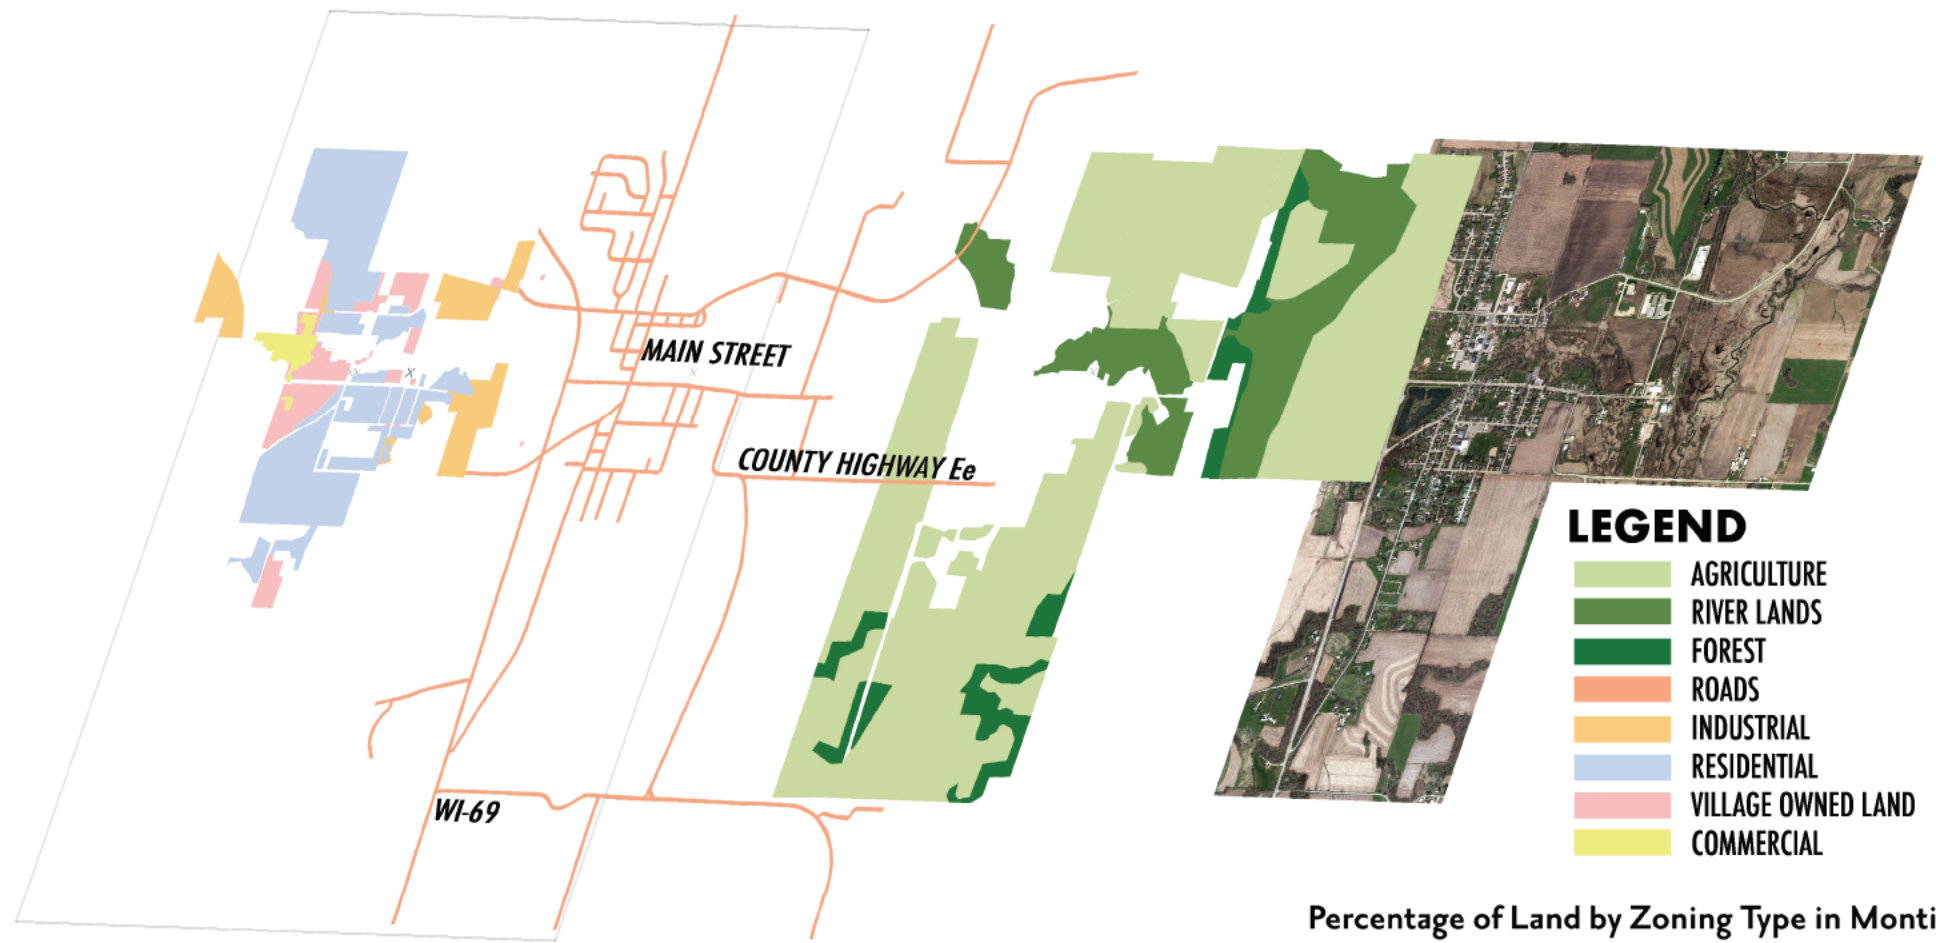 MAIN STREET
COUNTY HIGHWAY Ee
WI-69
LEGEND
AGRICULTURE
RIVER LANDS
FOREST
ROADS
INDUSTRIAL
RESIDENTIAL
VILLAGE OWNED LAND
COMMERCIAL
Percentage of Land by Zoning Type in Monti